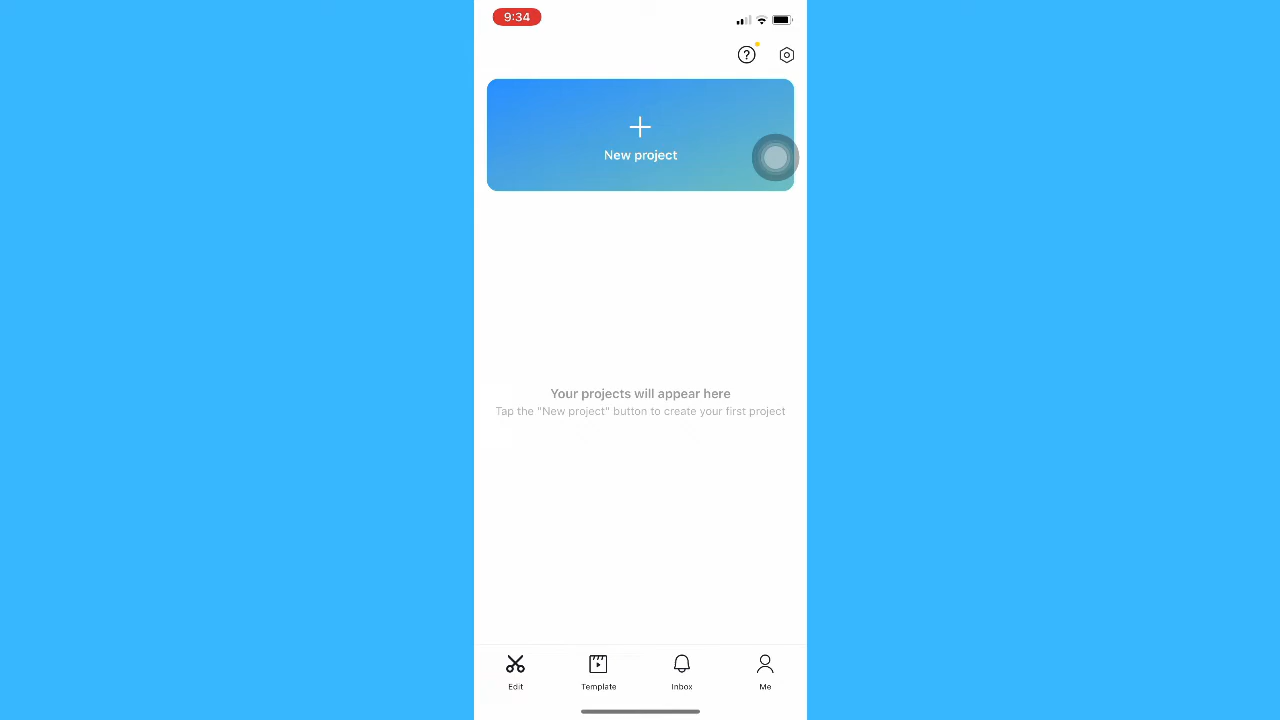 9:34
New project
Your projects will appear here
Tap the "New project" button to create your first project
Edit
Template
Inbox
Me